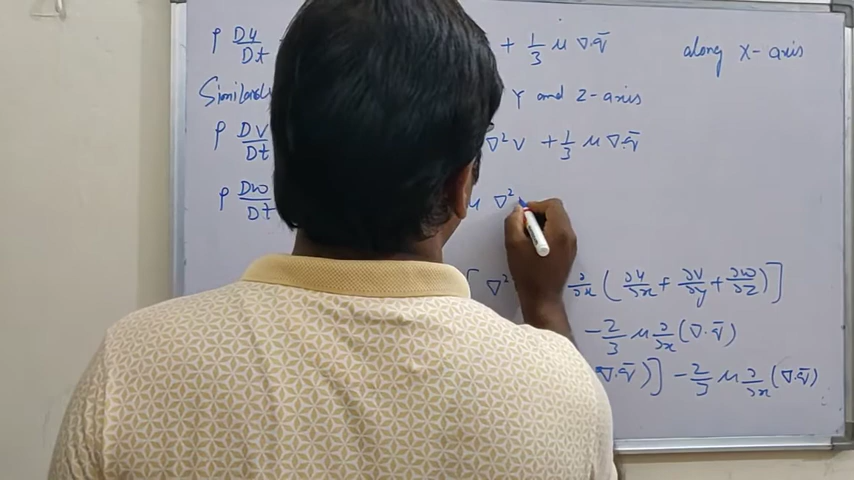 ρ Du/Dt + 1/3 μ ∇.q̄ along X-axis
Similarly Y and Z-axis
ρ Dv/Dt ∇²v + 1/3 μ ∇.q̄
ρ Dw/Dt μ ∇²
[ ∇² ∂/∂x ( ∂u/∂x + ∂v/∂y + ∂w/∂z ) ]
- 2/3 μ ∂/∂x (∇.q̄)
∇.q̄) ] - 2/3 μ ∂/∂x (∇.q̄)